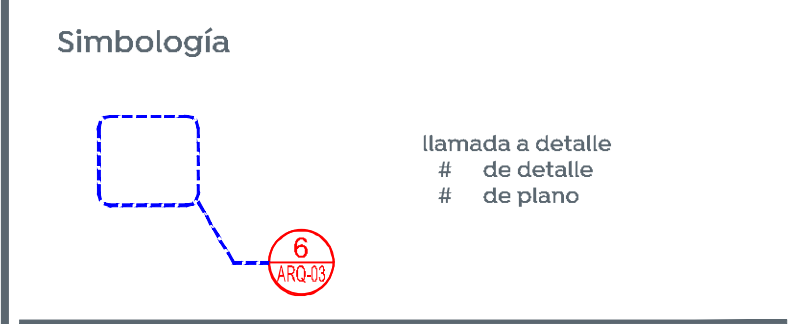 Simbología
llamada a detalle
# de detalle
# de plano
6
ARQ-03